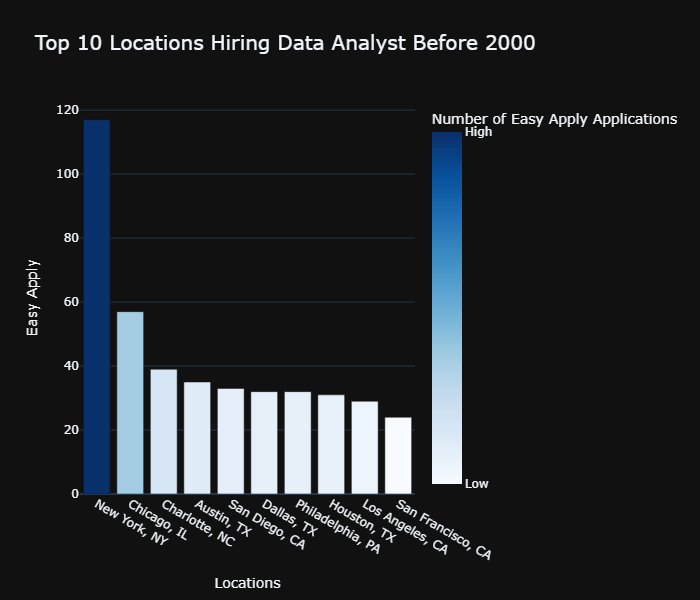 Top 10 Locations Hiring Data Analyst Before 2000
Number of Easy Apply Applications
High
Low
120
100
80
60
40
20
0
Easy Apply
New York, NY
Chicago, IL
Charlotte, NC
Austin, TX
San Diego, CA
Dallas, TX
Philadelphia, PA
Houston, TX
Los Angeles, CA
San Francisco, CA
Locations